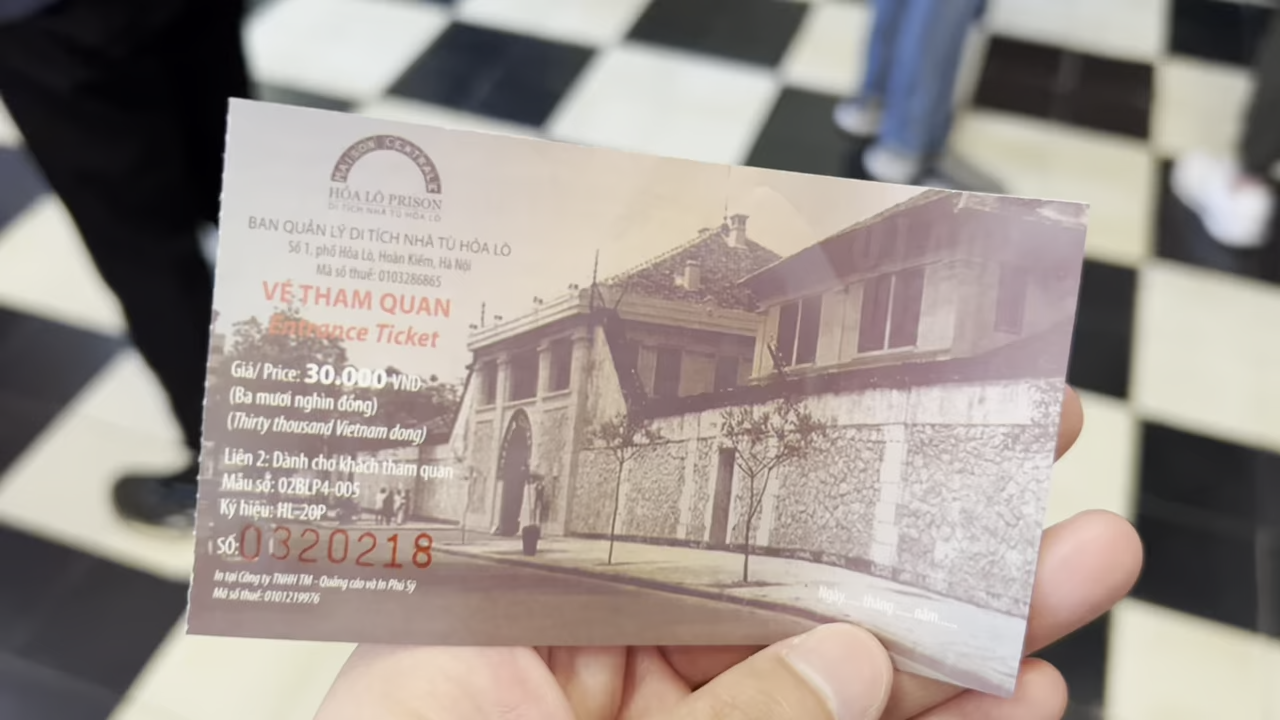 MAISON CENTRALE
HỎA LÒ PRISON
DI TÍCH NHÀ TÙ HỎA LÒ
BAN QUẢN LÝ DI TÍCH NHÀ TÙ HỎA LÒ
Số 1, phố Hỏa Lò, Hoàn Kiếm, Hà Nội
Mã số thuế: 0103286865
VÉ THAM QUAN
Entrance Ticket
Giá/ Price: 30.000 VND
(Ba mươi nghìn đồng)
(Thirty thousand Vietnam dong)
Liên 2: Dành cho khách tham quan
Mẫu số: 02BLP4-005
Ký hiệu: HL-20P
SỐ: 0320218
In tại Công ty TNHH TM - Quảng cáo và In Phú Sỹ
Mã số thuế: 0101219976
Ngày.... tháng .... năm....